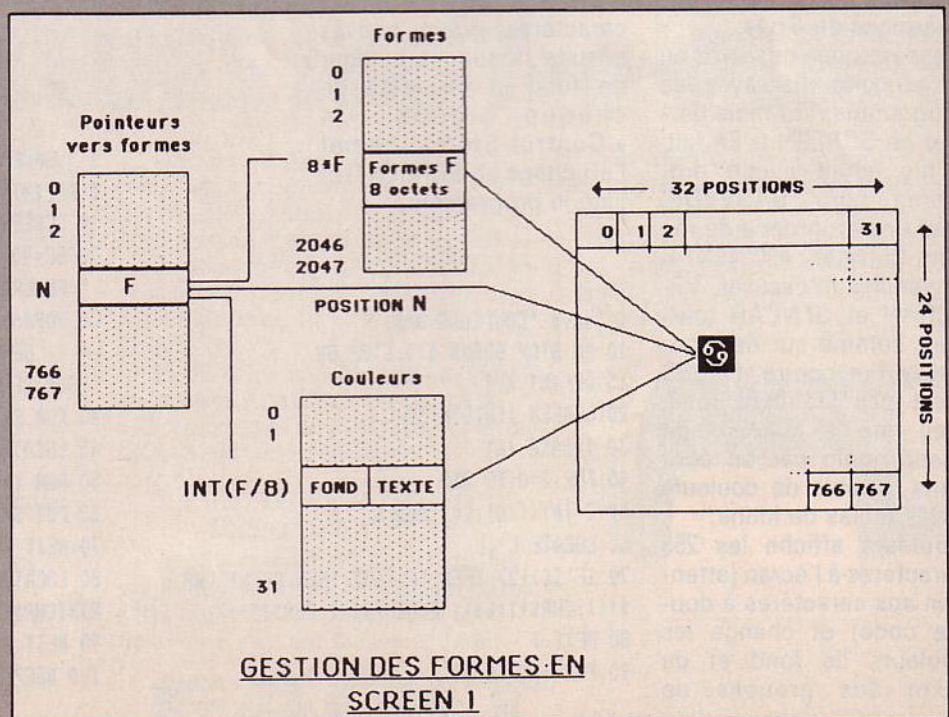 Formes
0
1
2
8*F
Formes F
8 octets
2046
2047
Pointeurs
vers formes
0
1
2
N
F
766
767
POSITION N
Couleurs
0
1
INT(F/8)
FOND
TEXTE
31
32 POSITIONS
0
1
2
31
24 POSITIONS
766
767
GESTION DES FORMES EN
SCREEN 1